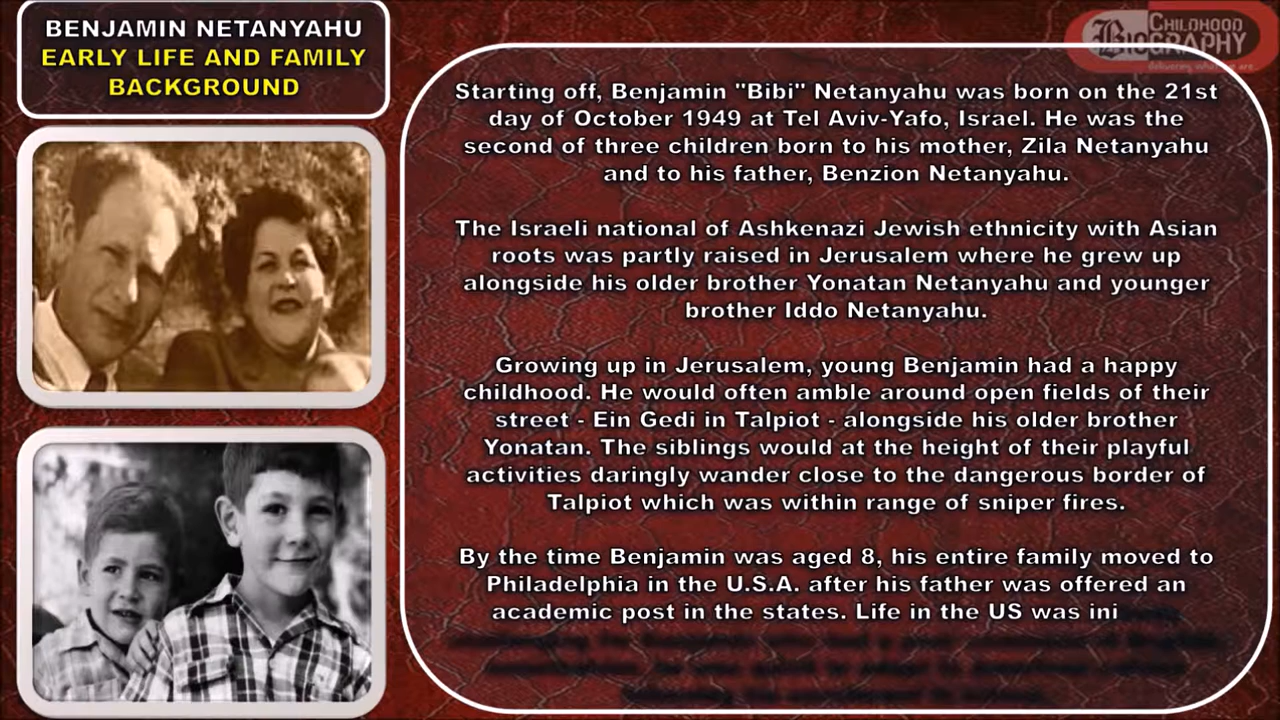 BENJAMIN NETANYAHU
EARLY LIFE AND FAMILY
BACKGROUND
CHILDHOOD
BIOGRAPHY
Starting off, Benjamin "Bibi" Netanyahu was born on the 21st
day of October 1949 at Tel Aviv-Yafo, Israel. He was the
second of three children born to his mother, Zila Netanyahu
and to his father, Benzion Netanyahu.
The Israeli national of Ashkenazi Jewish ethnicity with Asian
roots was partly raised in Jerusalem where he grew up
alongside his older brother Yonatan Netanyahu and younger
brother Iddo Netanyahu.
Growing up in Jerusalem, young Benjamin had a happy
childhood. He would often amble around open fields of their
street - Ein Gedi in Talpiot - alongside his older brother
Yonatan. The siblings would at the height of their playful
activities daringly wander close to the dangerous border of
Talpiot which was within range of sniper fires.
By the time Benjamin was aged 8, his entire family moved to
Philadelphia in the U.S.A. after his father was offered an
academic post in the states. Life in the US was ini